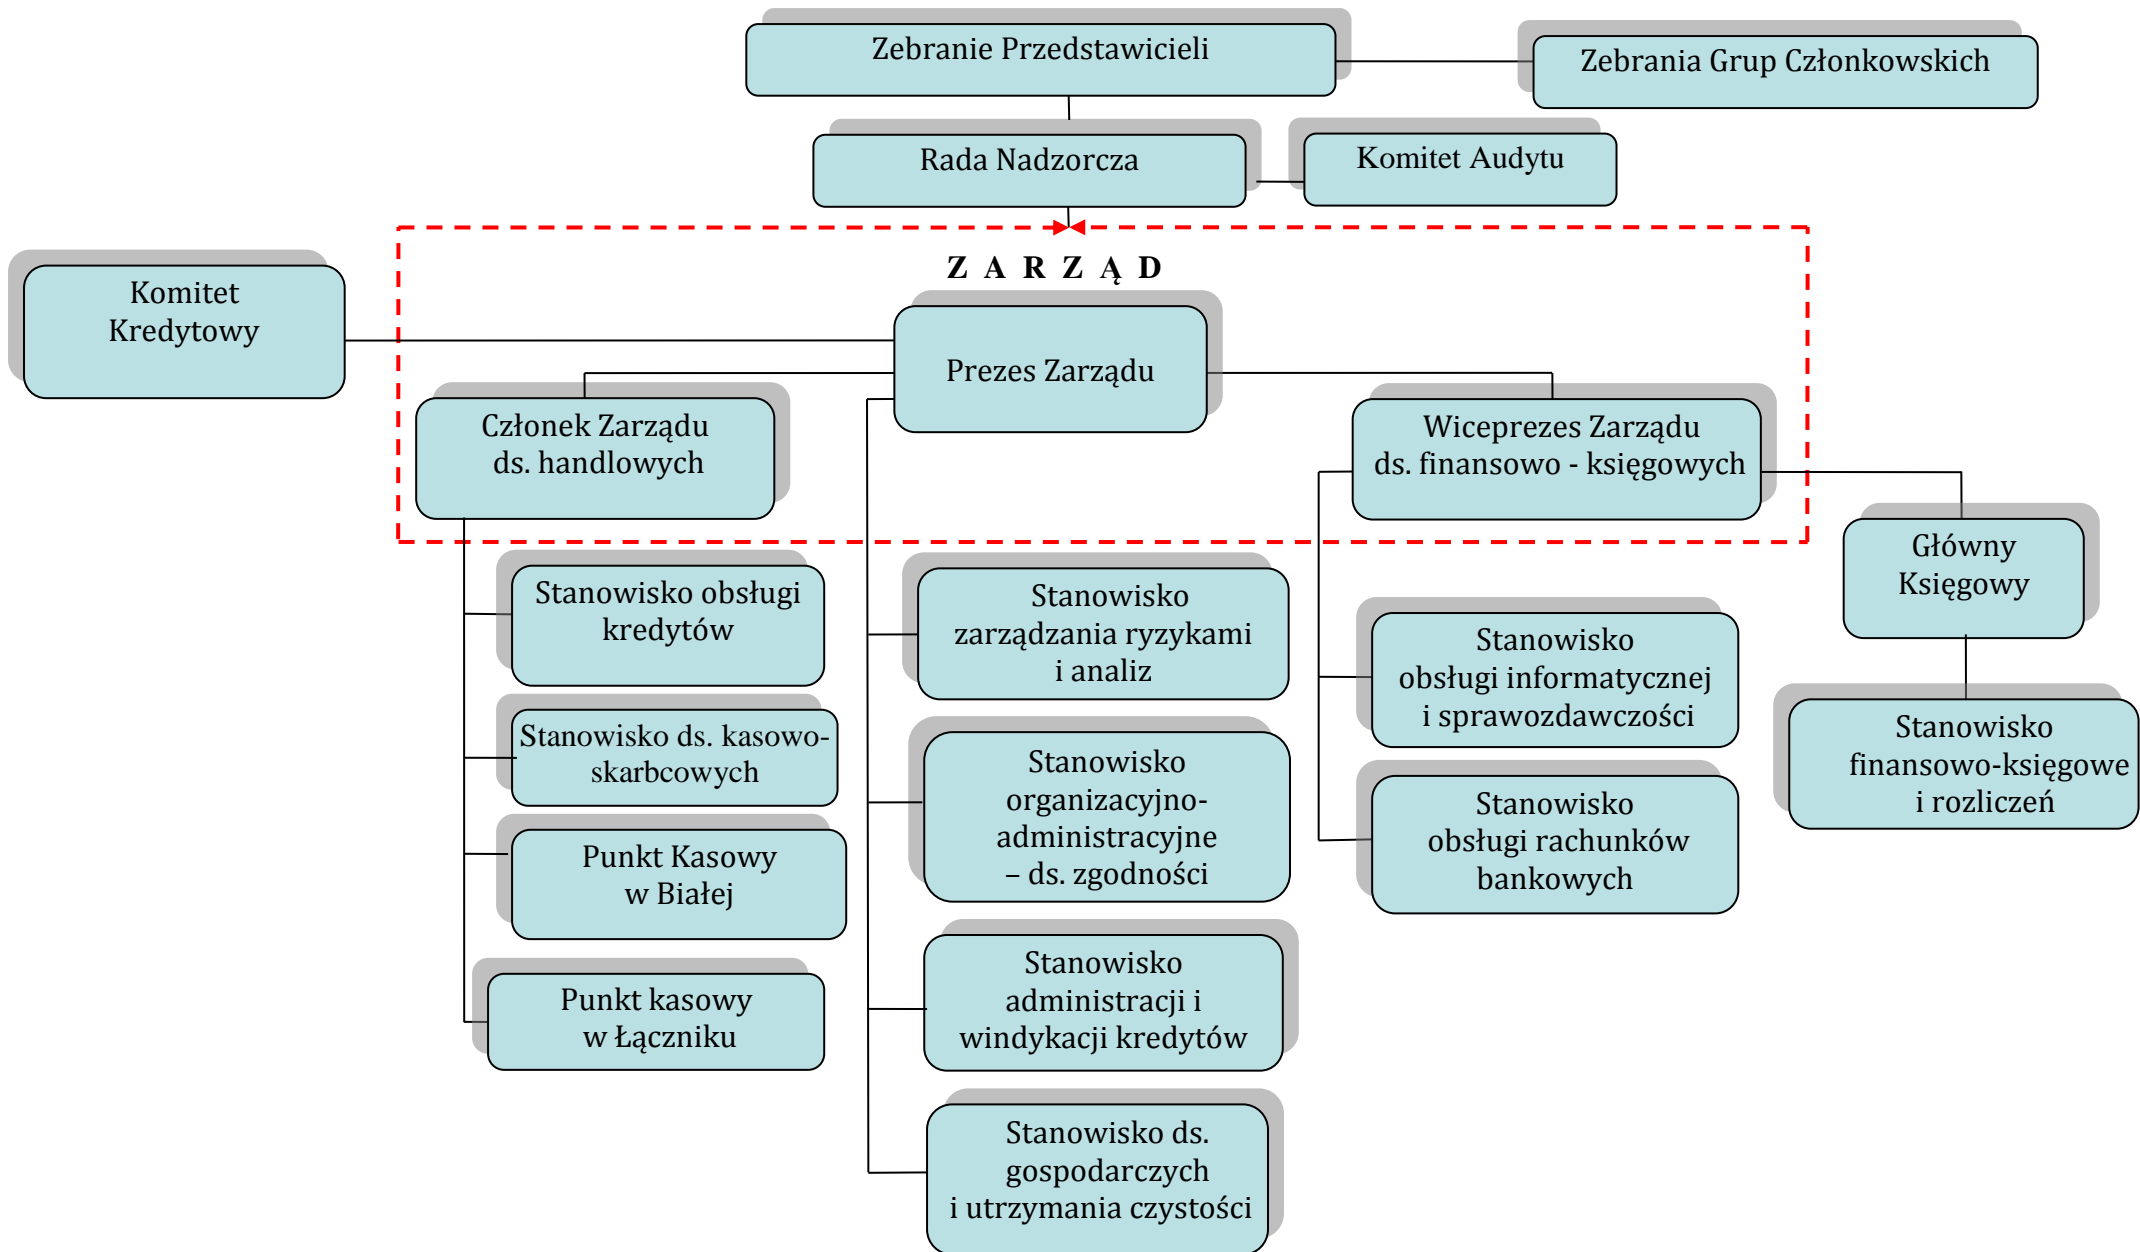 Zebranie Przedstawicieli
Zebrania Grup Członkowskich
Rada Nadzorcza
Komitet Audytu
Z A R Z Ą D
Komitet
Kredytowy
Prezes Zarządu
Członek Zarządu
ds. handlowych
Wiceprezes Zarządu
ds. finansowo - księgowych
Główny
Księgowy
Stanowisko obsługi
kredytów
Stanowisko ds. kasowo-
skarbcowych
Punkt Kasowy
w Białej
Punkt kasowy
w Łączniku
Stanowisko
zarządzania ryzykami
i analiz
Stanowisko
organizacyjno-
administracyjne
– ds. zgodności
Stanowisko
administracji i
windykacji kredytów
Stanowisko ds.
gospodarczych
i utrzymania czystości
Stanowisko
obsługi informatycznej
i sprawozdawczości
Stanowisko
obsługi rachunków
bankowych
Stanowisko
finansowo-księgowe
i rozliczeń